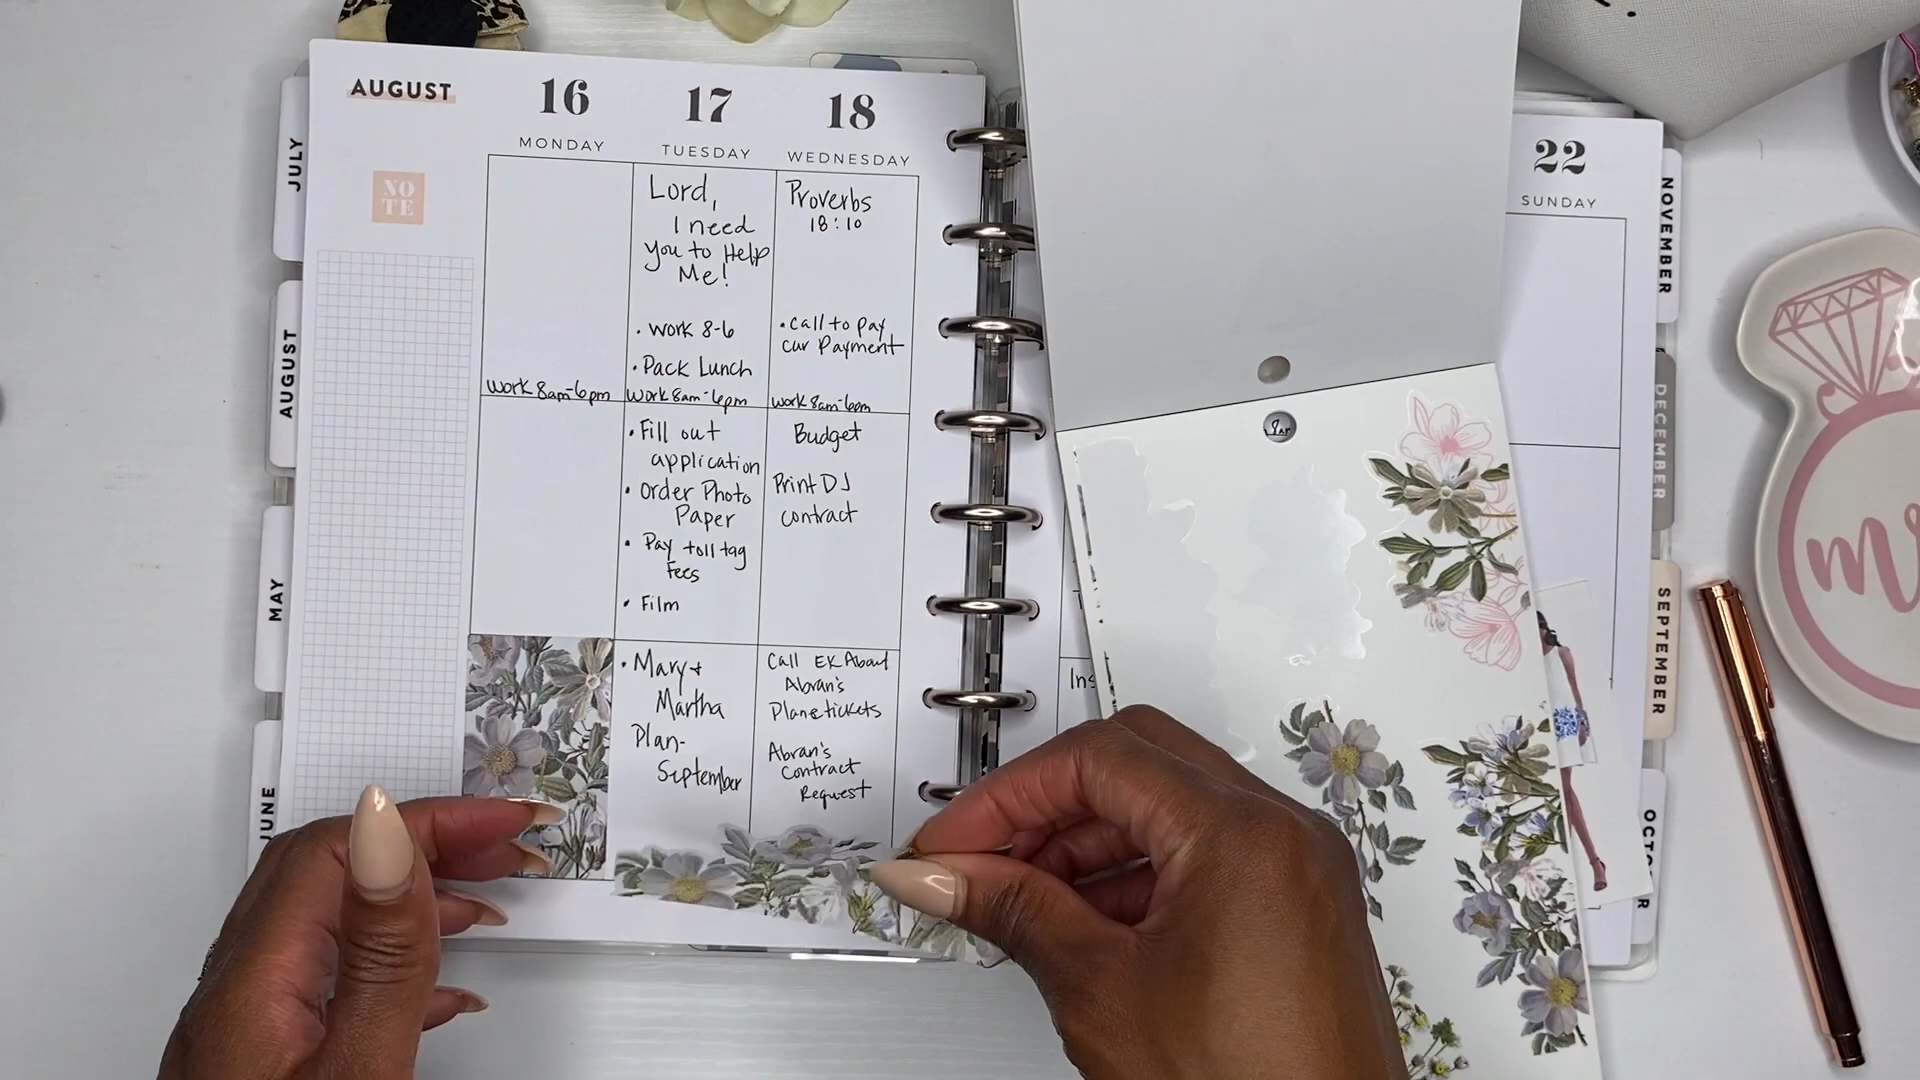 AUGUST
NO
TE
16
MONDAY
work 8am-6pm
17
TUESDAY
Lord,
I need
you to Help
Me!
• work 8-6
• Pack Lunch
Work 8am-6pm
• Fill out
application
• Order Photo
Paper
• Pay toll tag
Fees
• Film
• Mary +
Martha
Plan-
September
18
WEDNESDAY
Proverbs
18:10
• Call to pay
car Payment
work 8am-6pm
Budget
Print DJ
contract
Call EK About
Abran's
Plane tickets
Abran's
Contract
Request
22
SUNDAY
JULY
AUGUST
MAY
JUNE
NOVEMBER
DECEMBER
SEPTEMBER